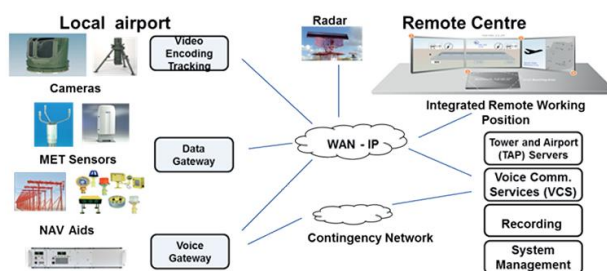 Local airport
Radar
Remote Centre
Video
Encoding
Tracking
Cameras
Integrated Remote Working
Position
WAN - IP
Data
Gateway
MET Sensors
Tower and Airport
(TAP) Servers
Voice Comm.
Services (VCS)
Recording
NAV Aids
Voice
Gateway
Contingency Network
System
Management